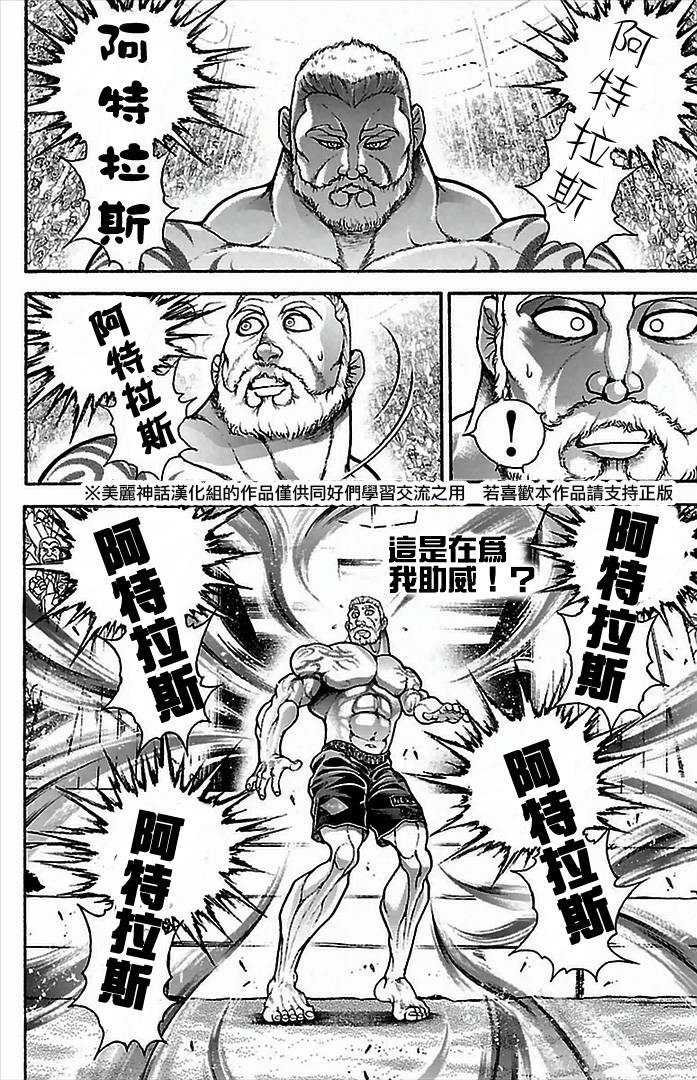 阿特拉斯
阿特拉斯
!
阿特拉斯
※美麗神話漢化組的作品僅供同好們學習交流之用　若喜歡本作品請支持正版
阿特拉斯
這是在為
我助威！？
阿特拉斯
阿特拉斯
阿特拉斯